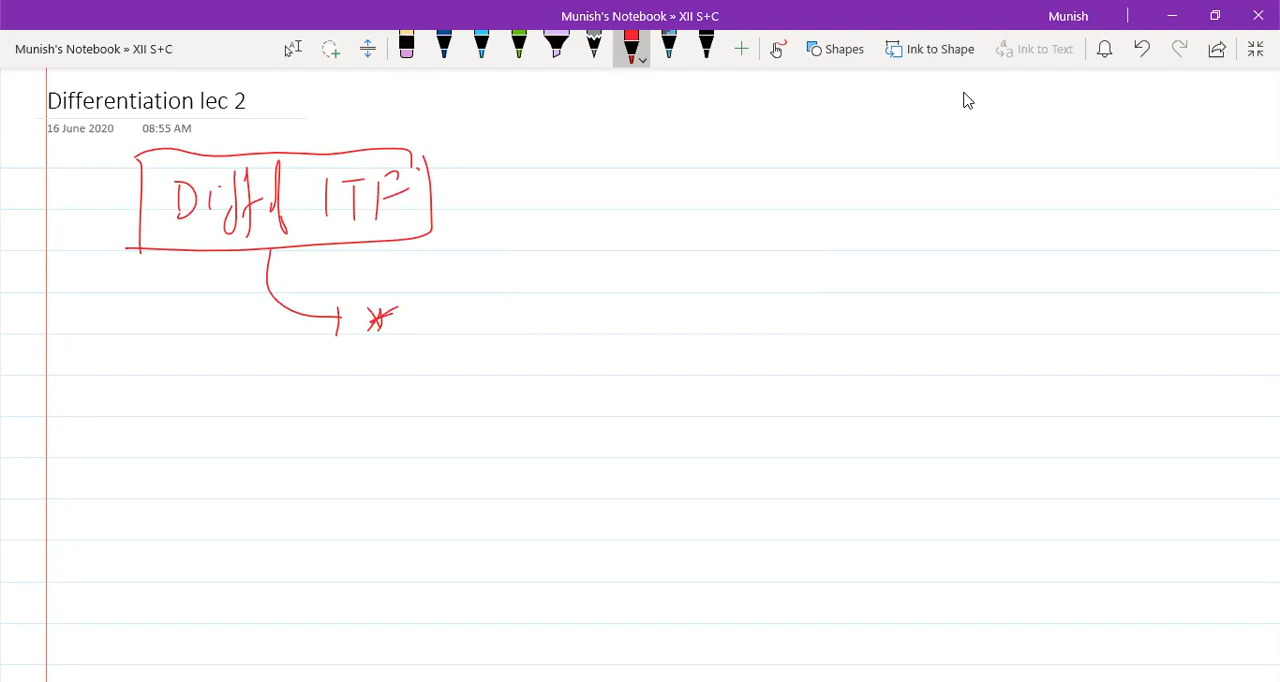 Munish's Notebook » XII S+C
Munish
Munish's Notebook » XII S+C
Shapes
Ink to Shape
Ink to Text
Differentiation lec 2
16 June 2020 08:55 AM
Diff ITF